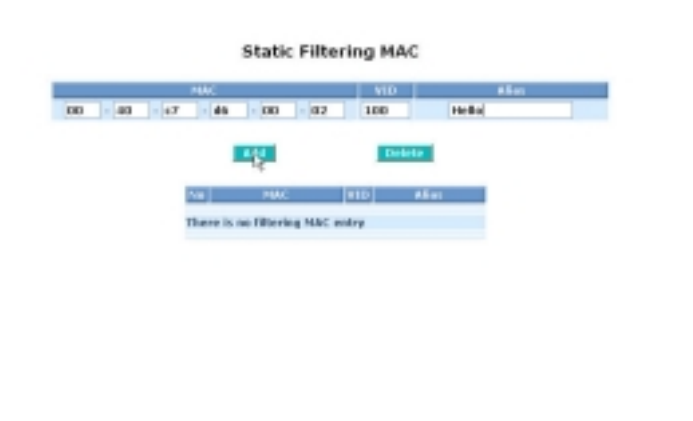 Static Filtering MAC
MAC VID Alias
00 - 40 - c7 - d6 - 00 - 02 100 Hello
Add Delete
No MAC VID Alias
There is no filtering MAC entry